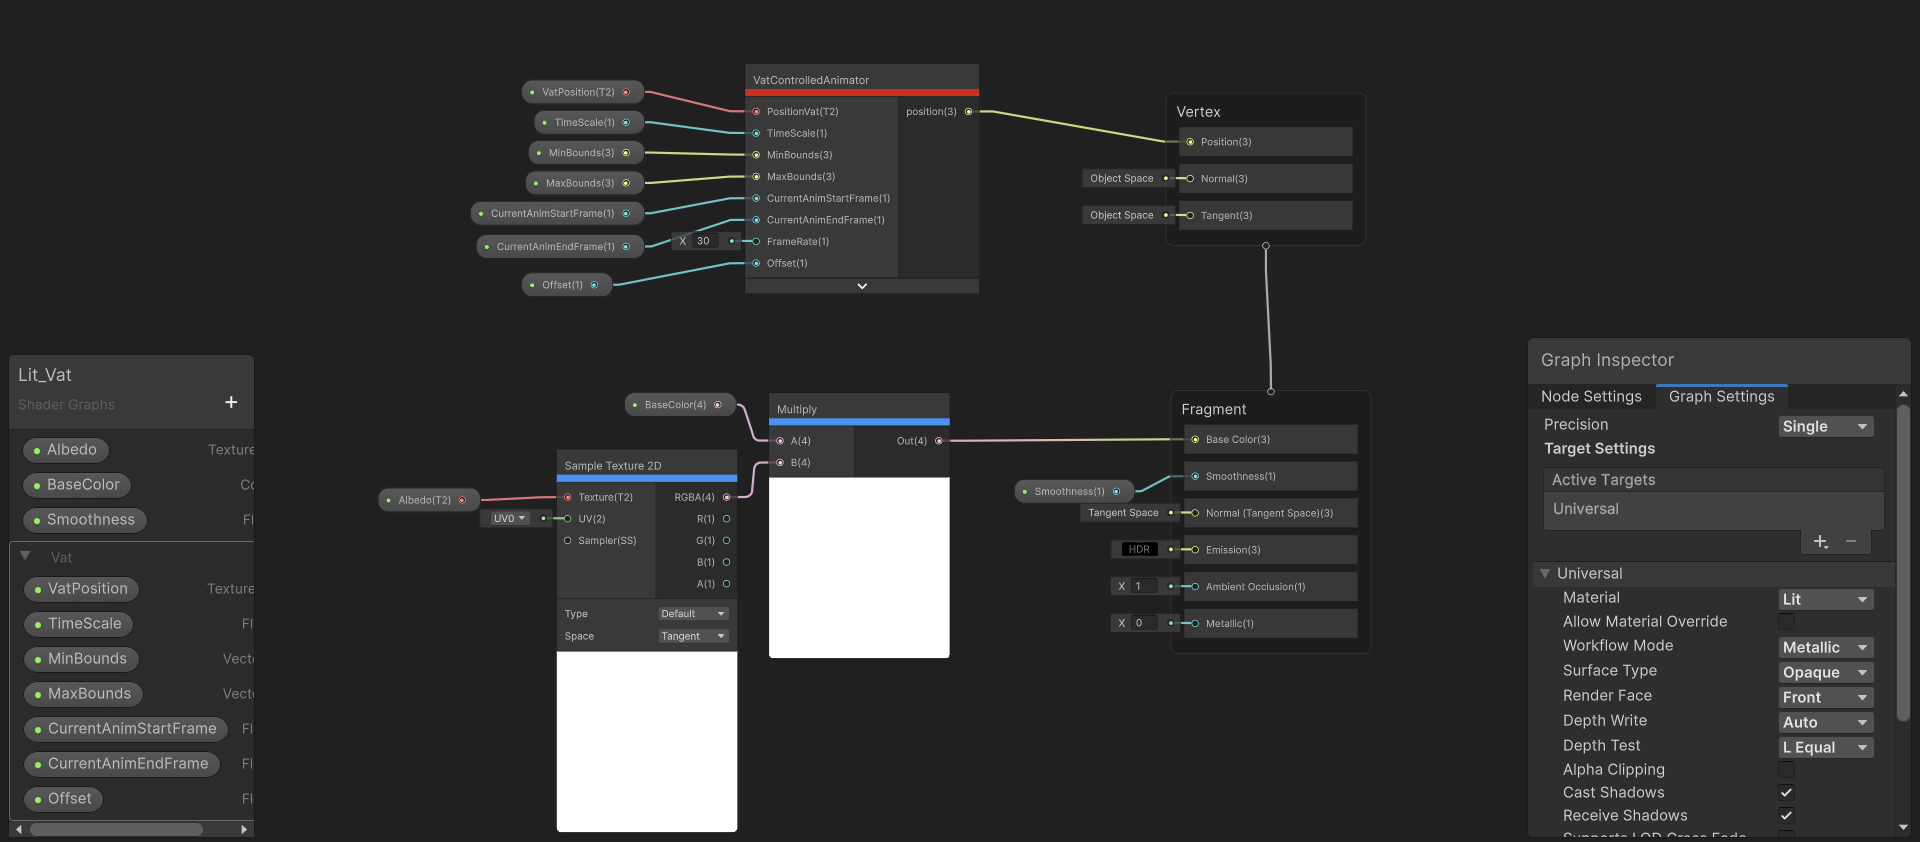 VatPosition(T2)
TimeScale(1)
MinBounds(3)
MaxBounds(3)
CurrentAnimStartFrame(1)
CurrentAnimEndFrame(1)
X 30
Offset(1)
VatControlledAnimator
PositionVat(T2)
TimeScale(1)
MinBounds(3)
MaxBounds(3)
CurrentAnimStartFrame(1)
CurrentAnimEndFrame(1)
FrameRate(1)
Offset(1)
position(3)
Vertex
Position(3)
Object Space
Normal(3)
Object Space
Tangent(3)
Lit_Vat
Shader Graphs
+
Albedo Texture
BaseColor Co
Smoothness Fl
Vat
VatPosition Texture
TimeScale Fl
MinBounds Vect
MaxBounds Vect
CurrentAnimStartFrame Fl
CurrentAnimEndFrame Fl
Offset Fl
BaseColor(4)
Multiply
A(4)
B(4)
Out(4)
Albedo(T2)
UV0
Sample Texture 2D
Texture(T2)
UV(2)
Sampler(SS)
RGBA(4)
R(1)
G(1)
B(1)
A(1)
Type Default
Space Tangent
Fragment
Base Color(3)
Smoothness(1)
Smoothness(1)
Tangent Space
Normal (Tangent Space)(3)
HDR
Emission(3)
X 1
Ambient Occlusion(1)
X 0
Metallic(1)
Graph Inspector
Node Settings Graph Settings
Precision Single
Target Settings
Active Targets
Universal
+ −
Universal
Material Lit
Allow Material Override
Workflow Mode Metallic
Surface Type Opaque
Render Face Front
Depth Write Auto
Depth Test L Equal
Alpha Clipping
Cast Shadows
Receive Shadows
Supports LOD Cross Fade